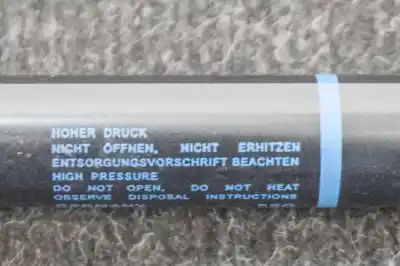 HOHER DRUCK
NICHT ÖFFNEN, NICHT ERHITZEN
ENTSORGUNGSVORSCHRIFT BEACHTEN
HIGH PRESSURE
DO NOT OPEN, DO NOT HEAT
OBSERVE DISPOSAL INSTRUCTIONS
GERMANY